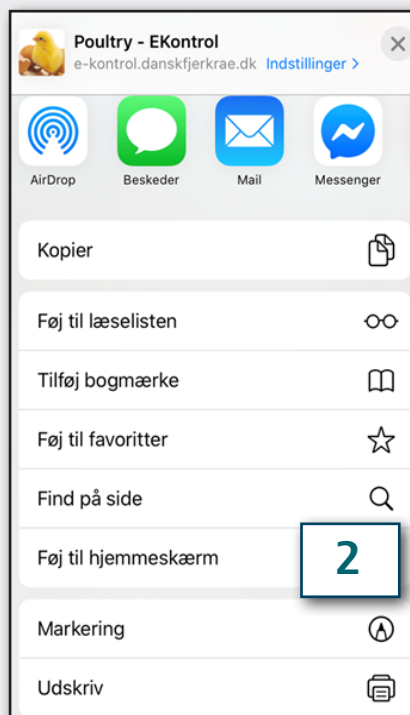 Poultry - EKontrol
e-kontrol.danskfjerkrae.dk Indstillinger >
AirDrop Beskeder Mail Messenger
Kopier
Føj til læselisten
Tilføj bogmærke
Føj til favoritter
Find på side
Føj til hjemmeskærm
2
Markering
Udskriv